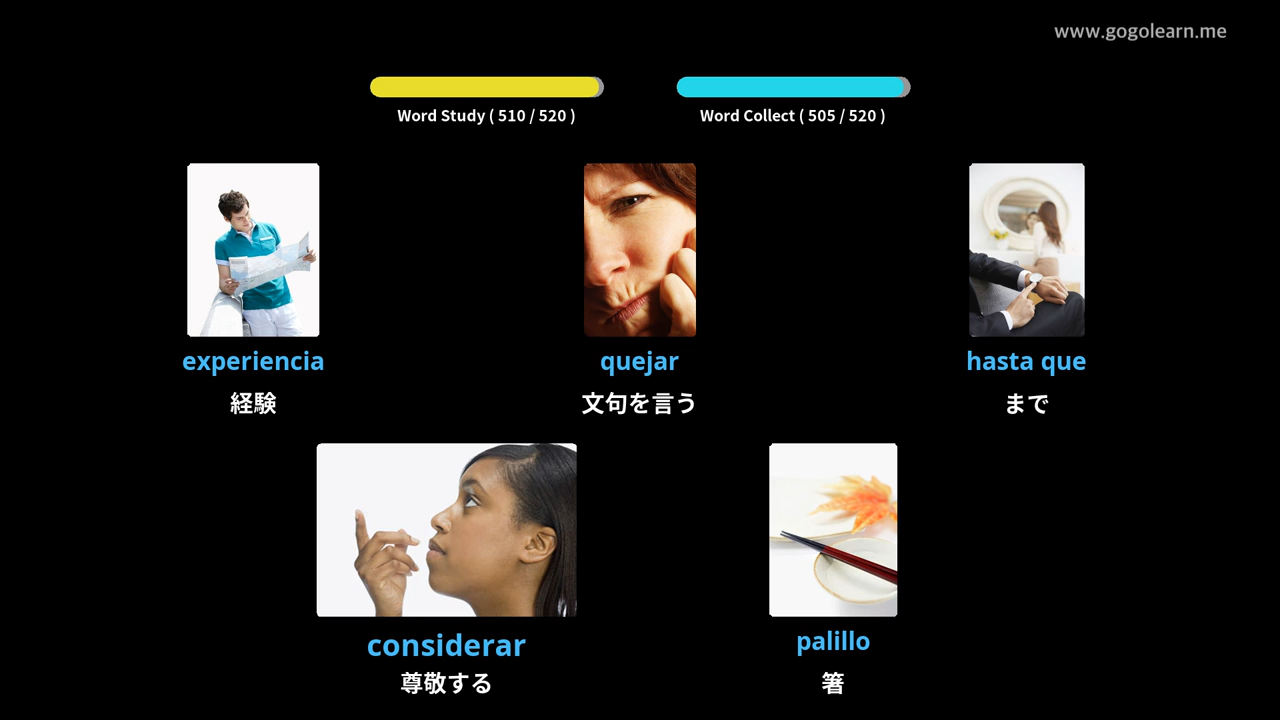 www.gogolearn.me
Word Study ( 510 / 520 )
Word Collect ( 505 / 520 )
experiencia
経験
quejar
文句を言う
hasta que
まで
considerar
尊敬する
palillo
箸